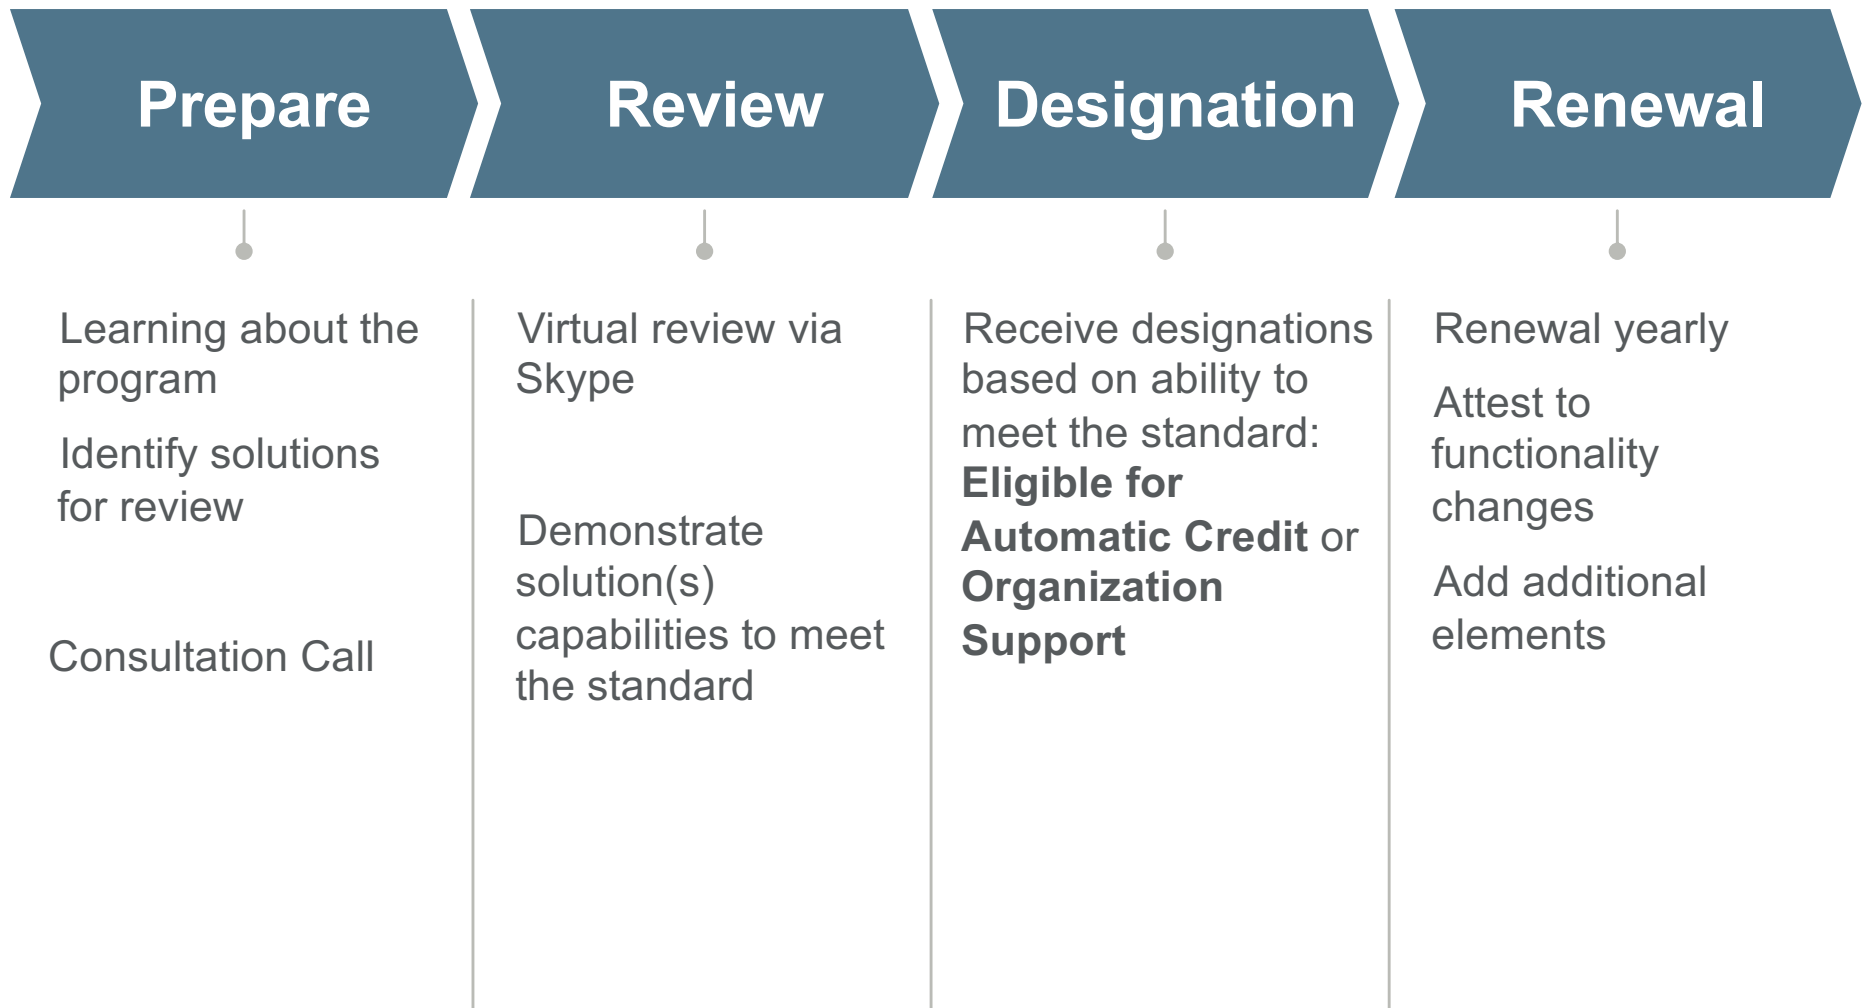 Prepare
Review
Designation
Renewal
Learning about the
program
Identify solutions
for review
Consultation Call
Virtual review via
Skype
Demonstrate
solution(s)
capabilities to meet
the standard
Receive designations
based on ability to
meet the standard:
Eligible for
Automatic Credit or
Organization
Support
Renewal yearly
Attest to
functionality
changes
Add additional
elements